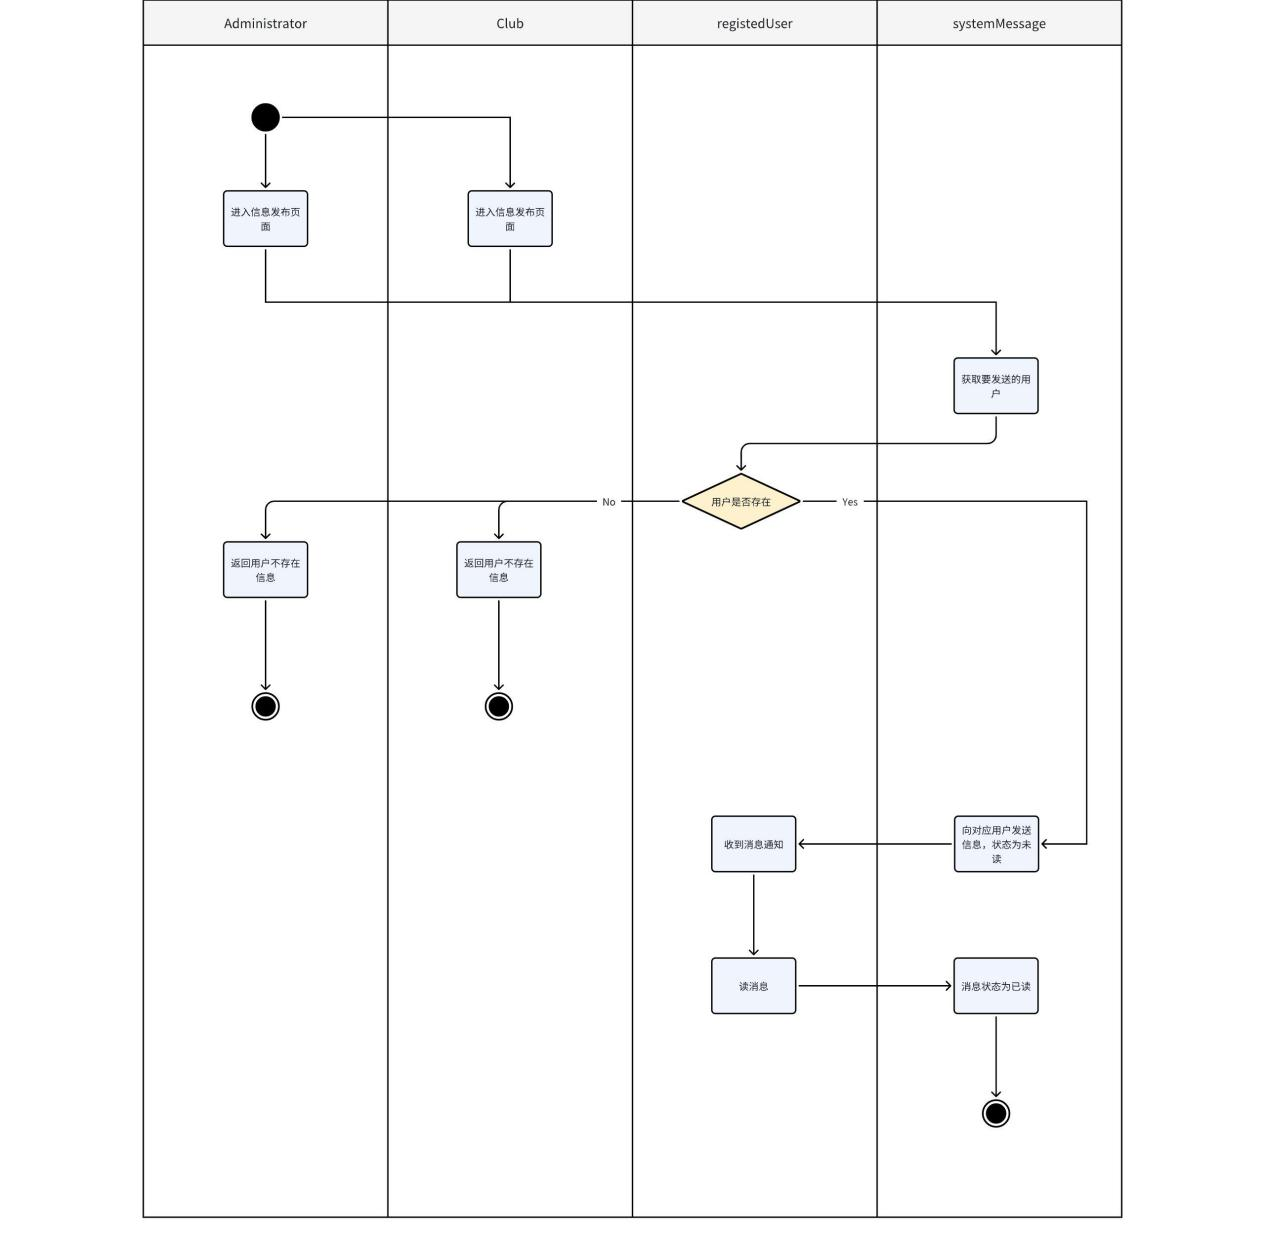 Administrator
Club
registedUser
systemMessage
进入信息发布页
面
进入信息发布页
面
获取要发送的用
户
用户是否存在
No
Yes
返回用户不存在
信息
返回用户不存在
信息
收到消息通知
向对应用户发送
信息，状态为未
读
读消息
消息状态为已读